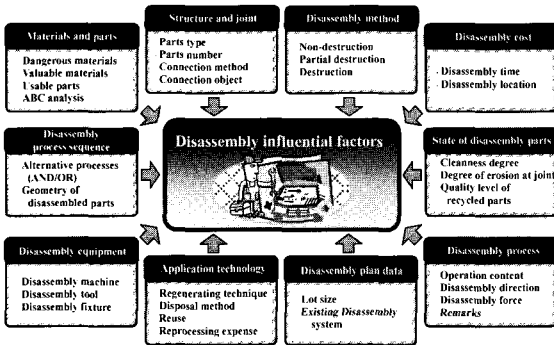 Materials and parts
Dangerous materials
Valuable materials
Usable parts
ABC analysis
Structure and joint
Parts type
Parts number
Connection method
Connection object
Disassembly method
Non-destruction
Partial destruction
Destruction
Disassembly cost
Disassembly time
Disassembly location
Disassembly
process sequence
Alternative processes
(AND/OR)
Geometry of
disassembled parts
Disassembly influential factors
State of disassembly parts
Cleanness degree
Degree of erosion at joint
Quality level of
recycled parts
Disassembly equipment
Disassembly machine
Disassembly tool
Disassembly fixture
Application technology
Regenerating technique
Disposal method
Reuse
Reprocessing expense
Disassembly plan data
Lot size
Existing Disassembly
system
Disassembly process
Operation content
Disassembly direction
Disassembly force
Remarks